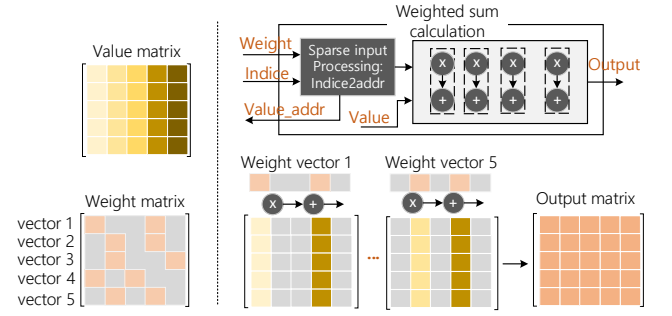 Value matrix
Weight matrix
vector 1
vector 2
vector 3
vector 4
vector 5
Weighted sum
calculation
Weight
Indice
Value_addr
Sparse input
Processing:
Indice2addr
Value
x x x x
+ + + +
Output
Weight vector 1
x +
...
Weight vector 5
x +
Output matrix